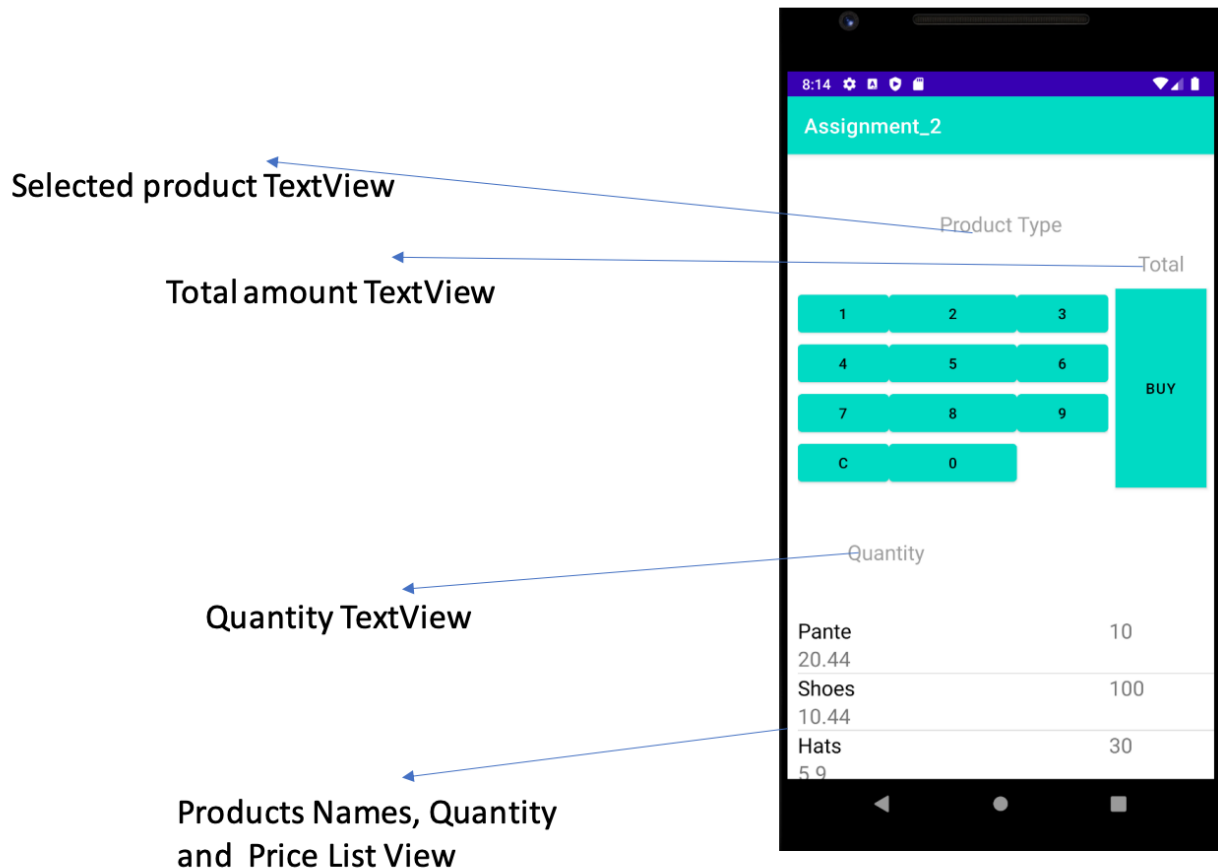 8:14
Assignment_2
Selected product TextView
Product Type
Total amount TextView
Total
1 2 3
4 5 6
BUY
7 8 9
C 0
Quantity
Quantity TextView
Pante 10
20.44
Shoes 100
10.44
Hats 30
5.9
Products Names, Quantity
and Price List View